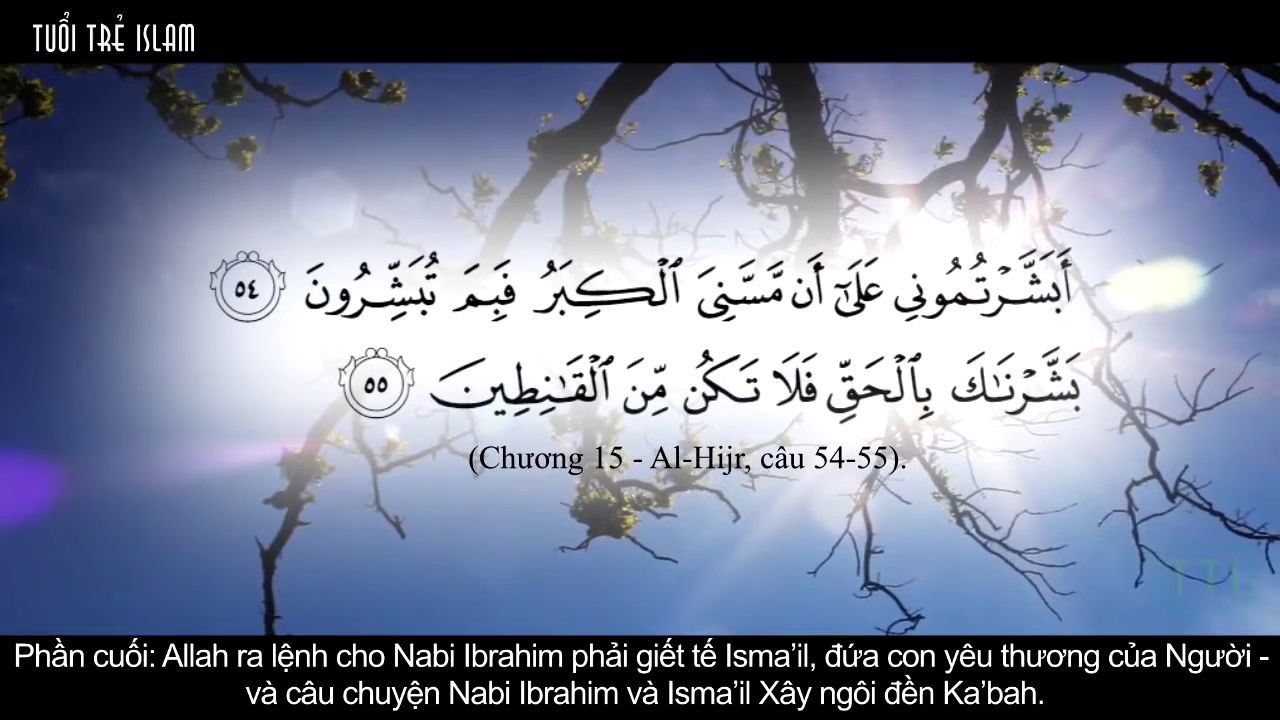 TUỔI TRẺ ISLAM
أَبَشَّرْتُمُونِي عَلَىٰٓ أَن مَّسَّنِىَ ٱلْكِبَرُ فَبِمَ تُبَشِّرُونَ ٥٤
بَشَّرْنَـٰكَ بِٱلْحَقِّ فَلَا تَكُن مِّنَ ٱلْقَـٰنِطِينَ ٥٥
(Chương 15 - Al-Hijr, câu 54-55).
TTI
Phần cuối: Allah ra lệnh cho Nabi Ibrahim phải giết tế Isma’il, đứa con yêu thương của Người -
và câu chuyện Nabi Ibrahim và Isma’il Xây ngôi đền Ka’bah.